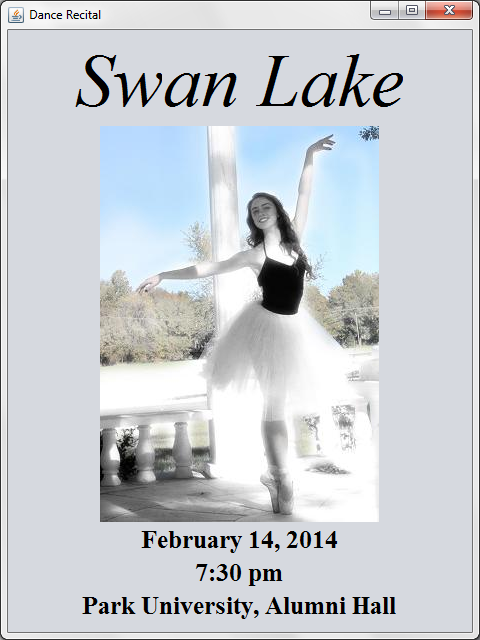 Dance Recital
Swan Lake
February 14, 2014
7:30 pm
Park University, Alumni Hall